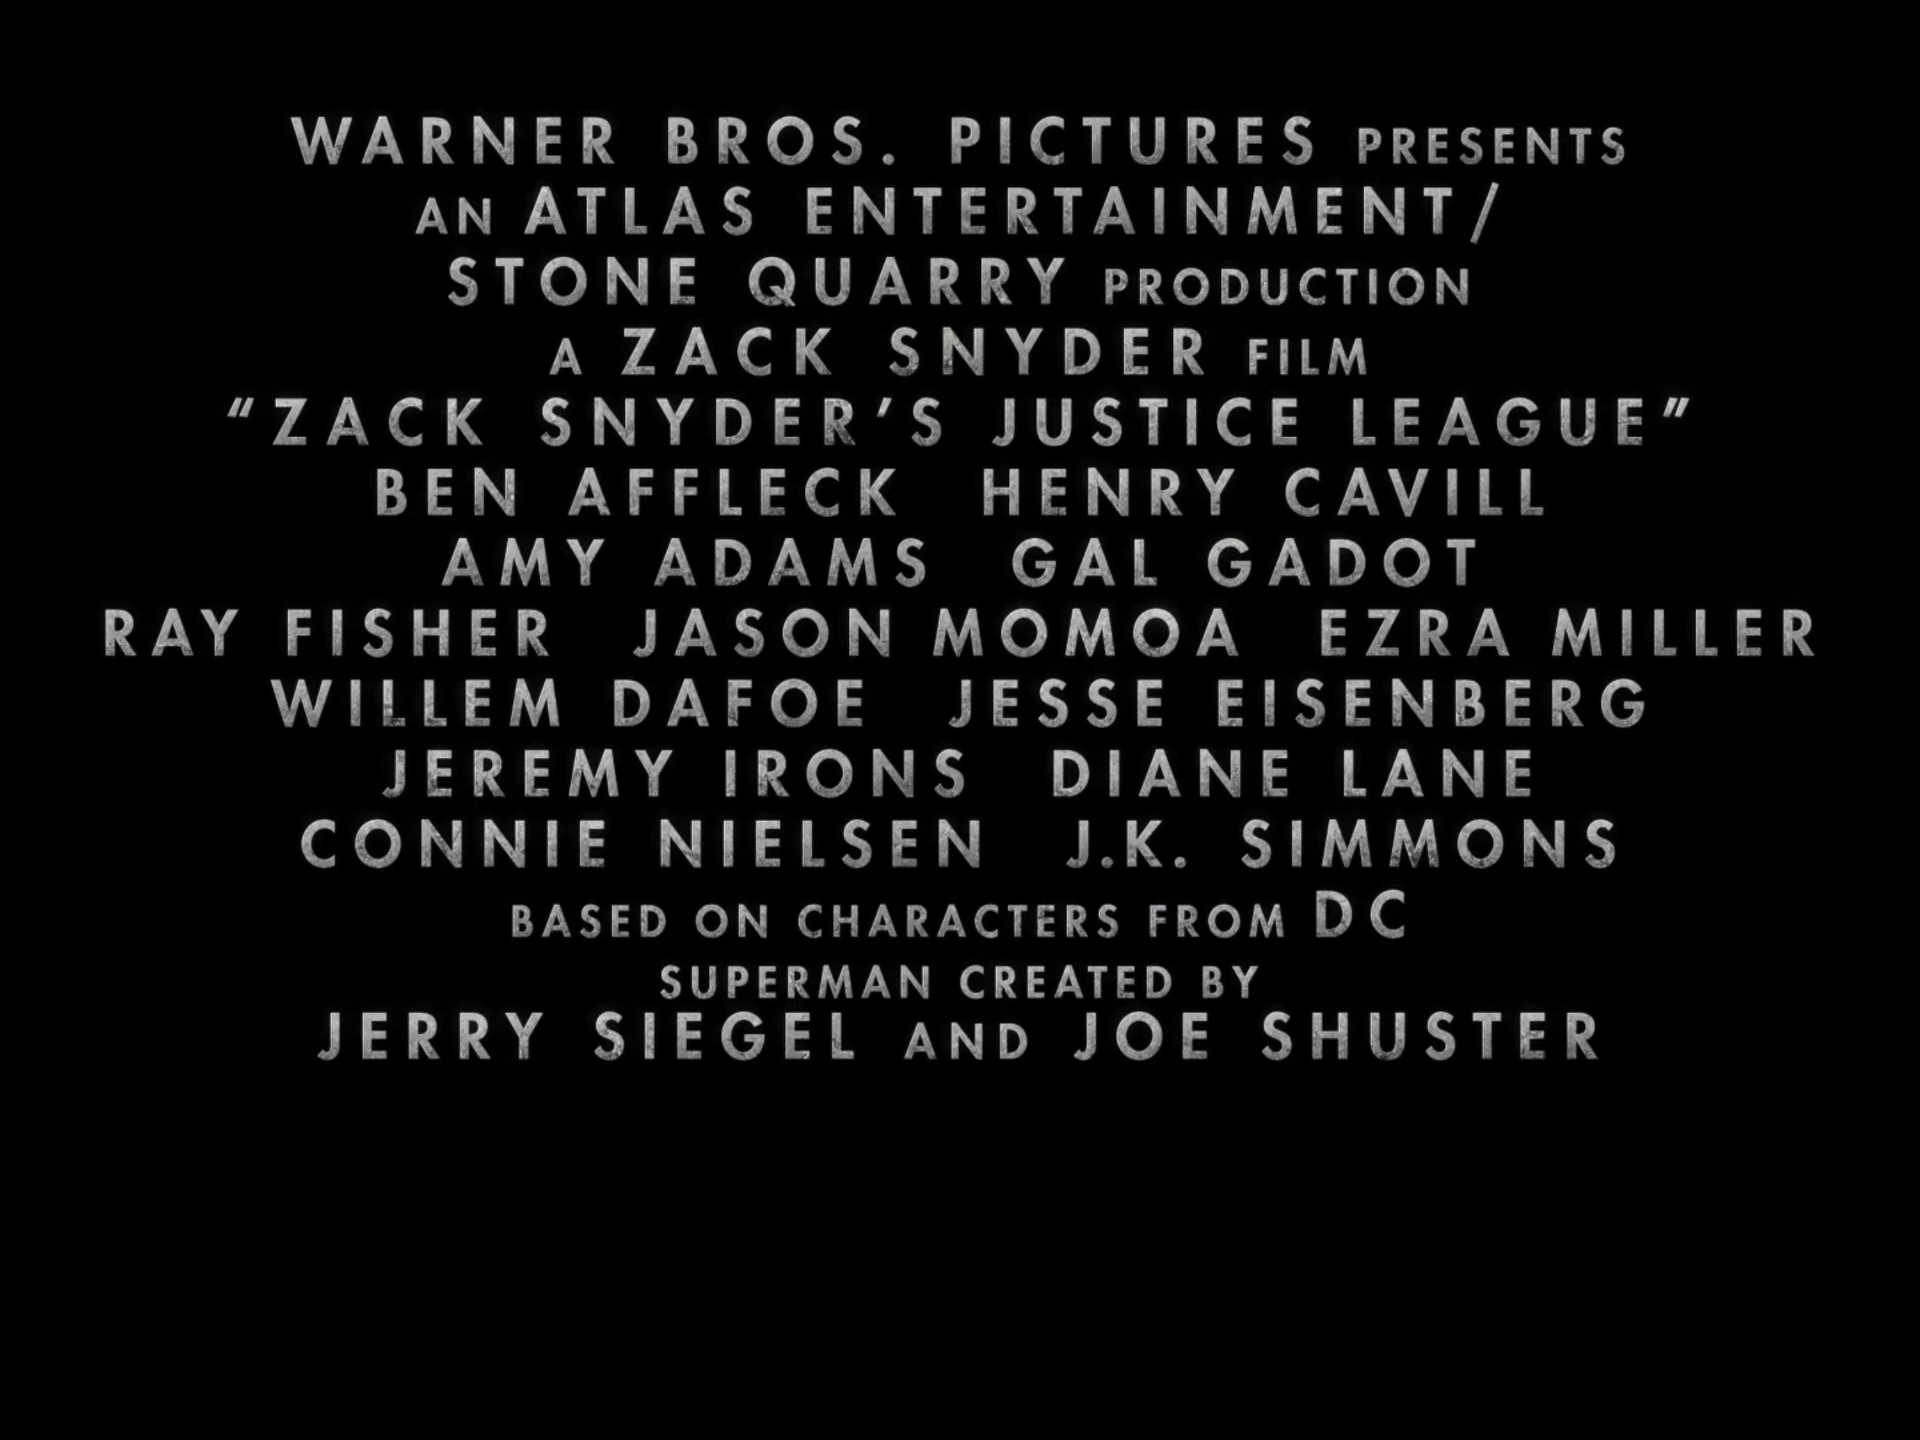 WARNER BROS. PICTURES PRESENTS
AN ATLAS ENTERTAINMENT/
STONE QUARRY PRODUCTION
A ZACK SNYDER FILM
“ZACK SNYDER’S JUSTICE LEAGUE”
BEN AFFLECK HENRY CAVILL
AMY ADAMS GAL GADOT
RAY FISHER JASON MOMOA EZRA MILLER
WILLEM DAFOE JESSE EISENBERG
JEREMY IRONS DIANE LANE
CONNIE NIELSEN J.K. SIMMONS
BASED ON CHARACTERS FROM DC
SUPERMAN CREATED BY
JERRY SIEGEL AND JOE SHUSTER